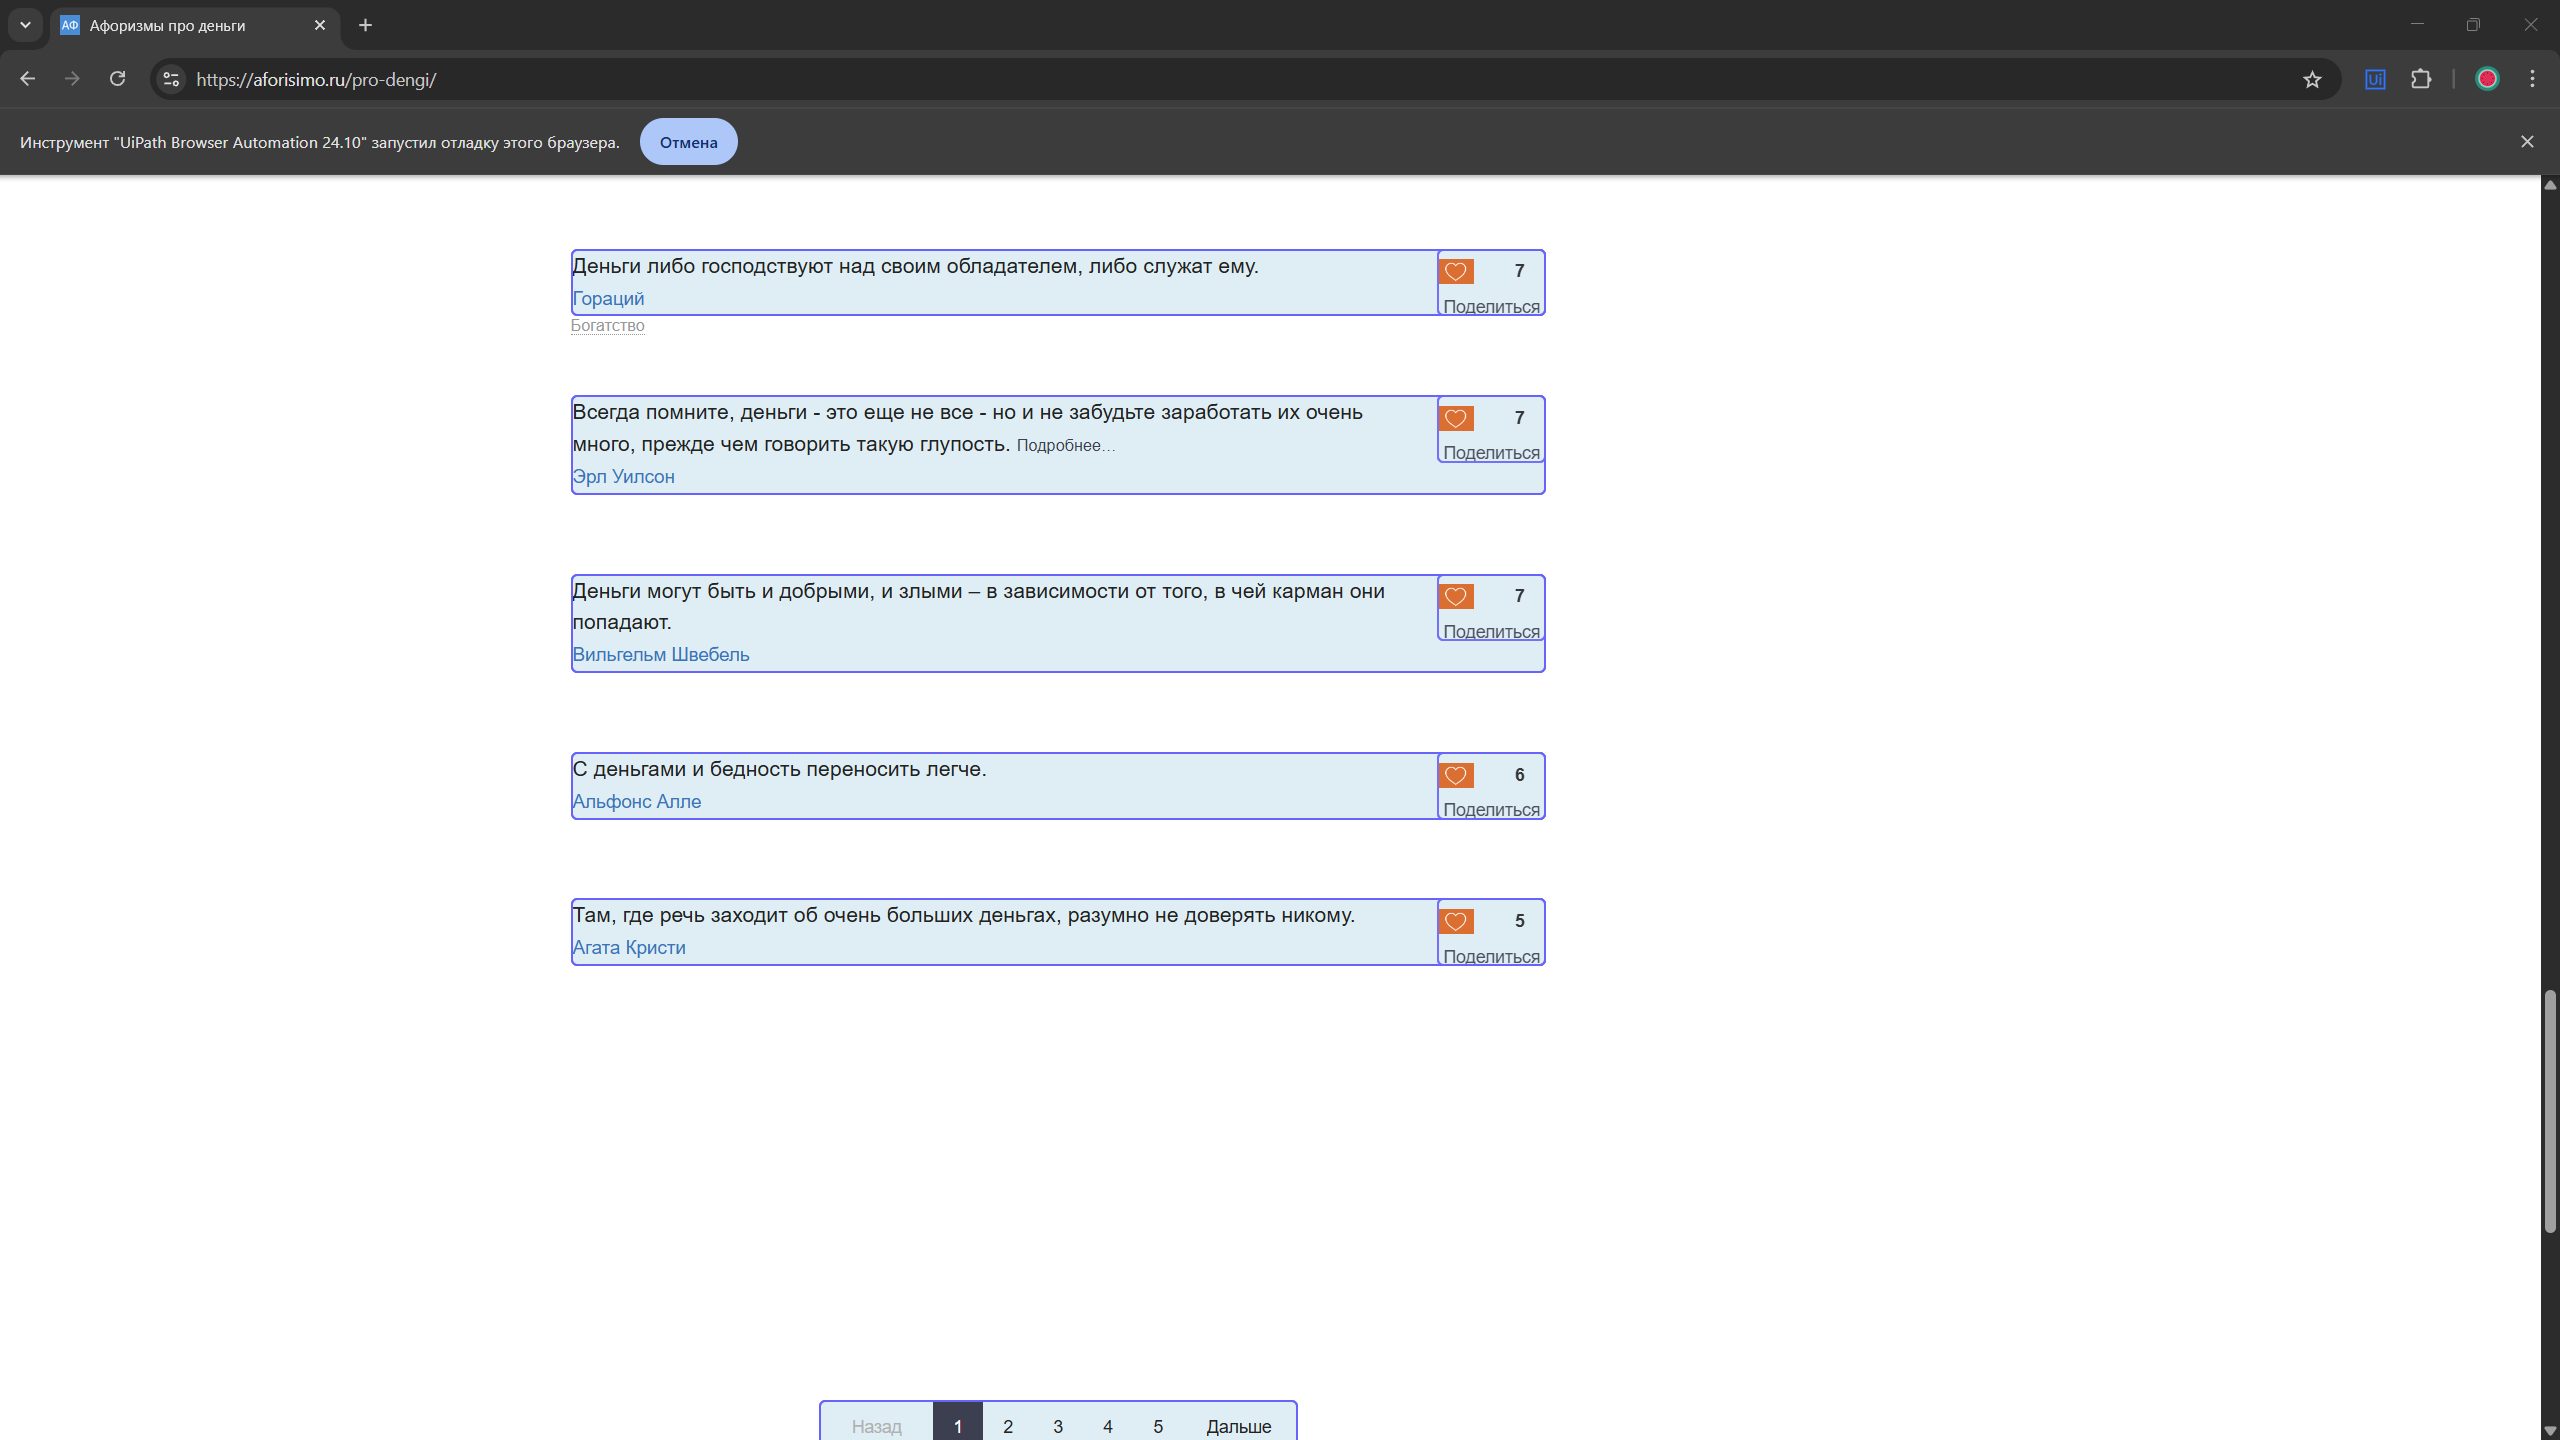 АФ Афоризмы про деньги
https://aforisimo.ru/pro-dengi/
Ui
Инструмент "UiPath Browser Automation 24.10" запустил отладку этого браузера. Отмена
Деньги либо господствуют над своим обладателем, либо служат ему. 7
Гораций Поделиться
Богатство
Всегда помните, деньги - это еще не все - но и не забудьте заработать их очень 7
много, прежде чем говорить такую глупость. Подробнее... Поделиться
Эрл Уилсон
Деньги могут быть и добрыми, и злыми – в зависимости от того, в чей карман они 7
попадают. Поделиться
Вильгельм Швебель
С деньгами и бедность переносить легче. 6
Альфонс Алле Поделиться
Там, где речь заходит об очень больших деньгах, разумно не доверять никому. 5
Агата Кристи Поделиться
Назад 1 2 3 4 5 Дальше